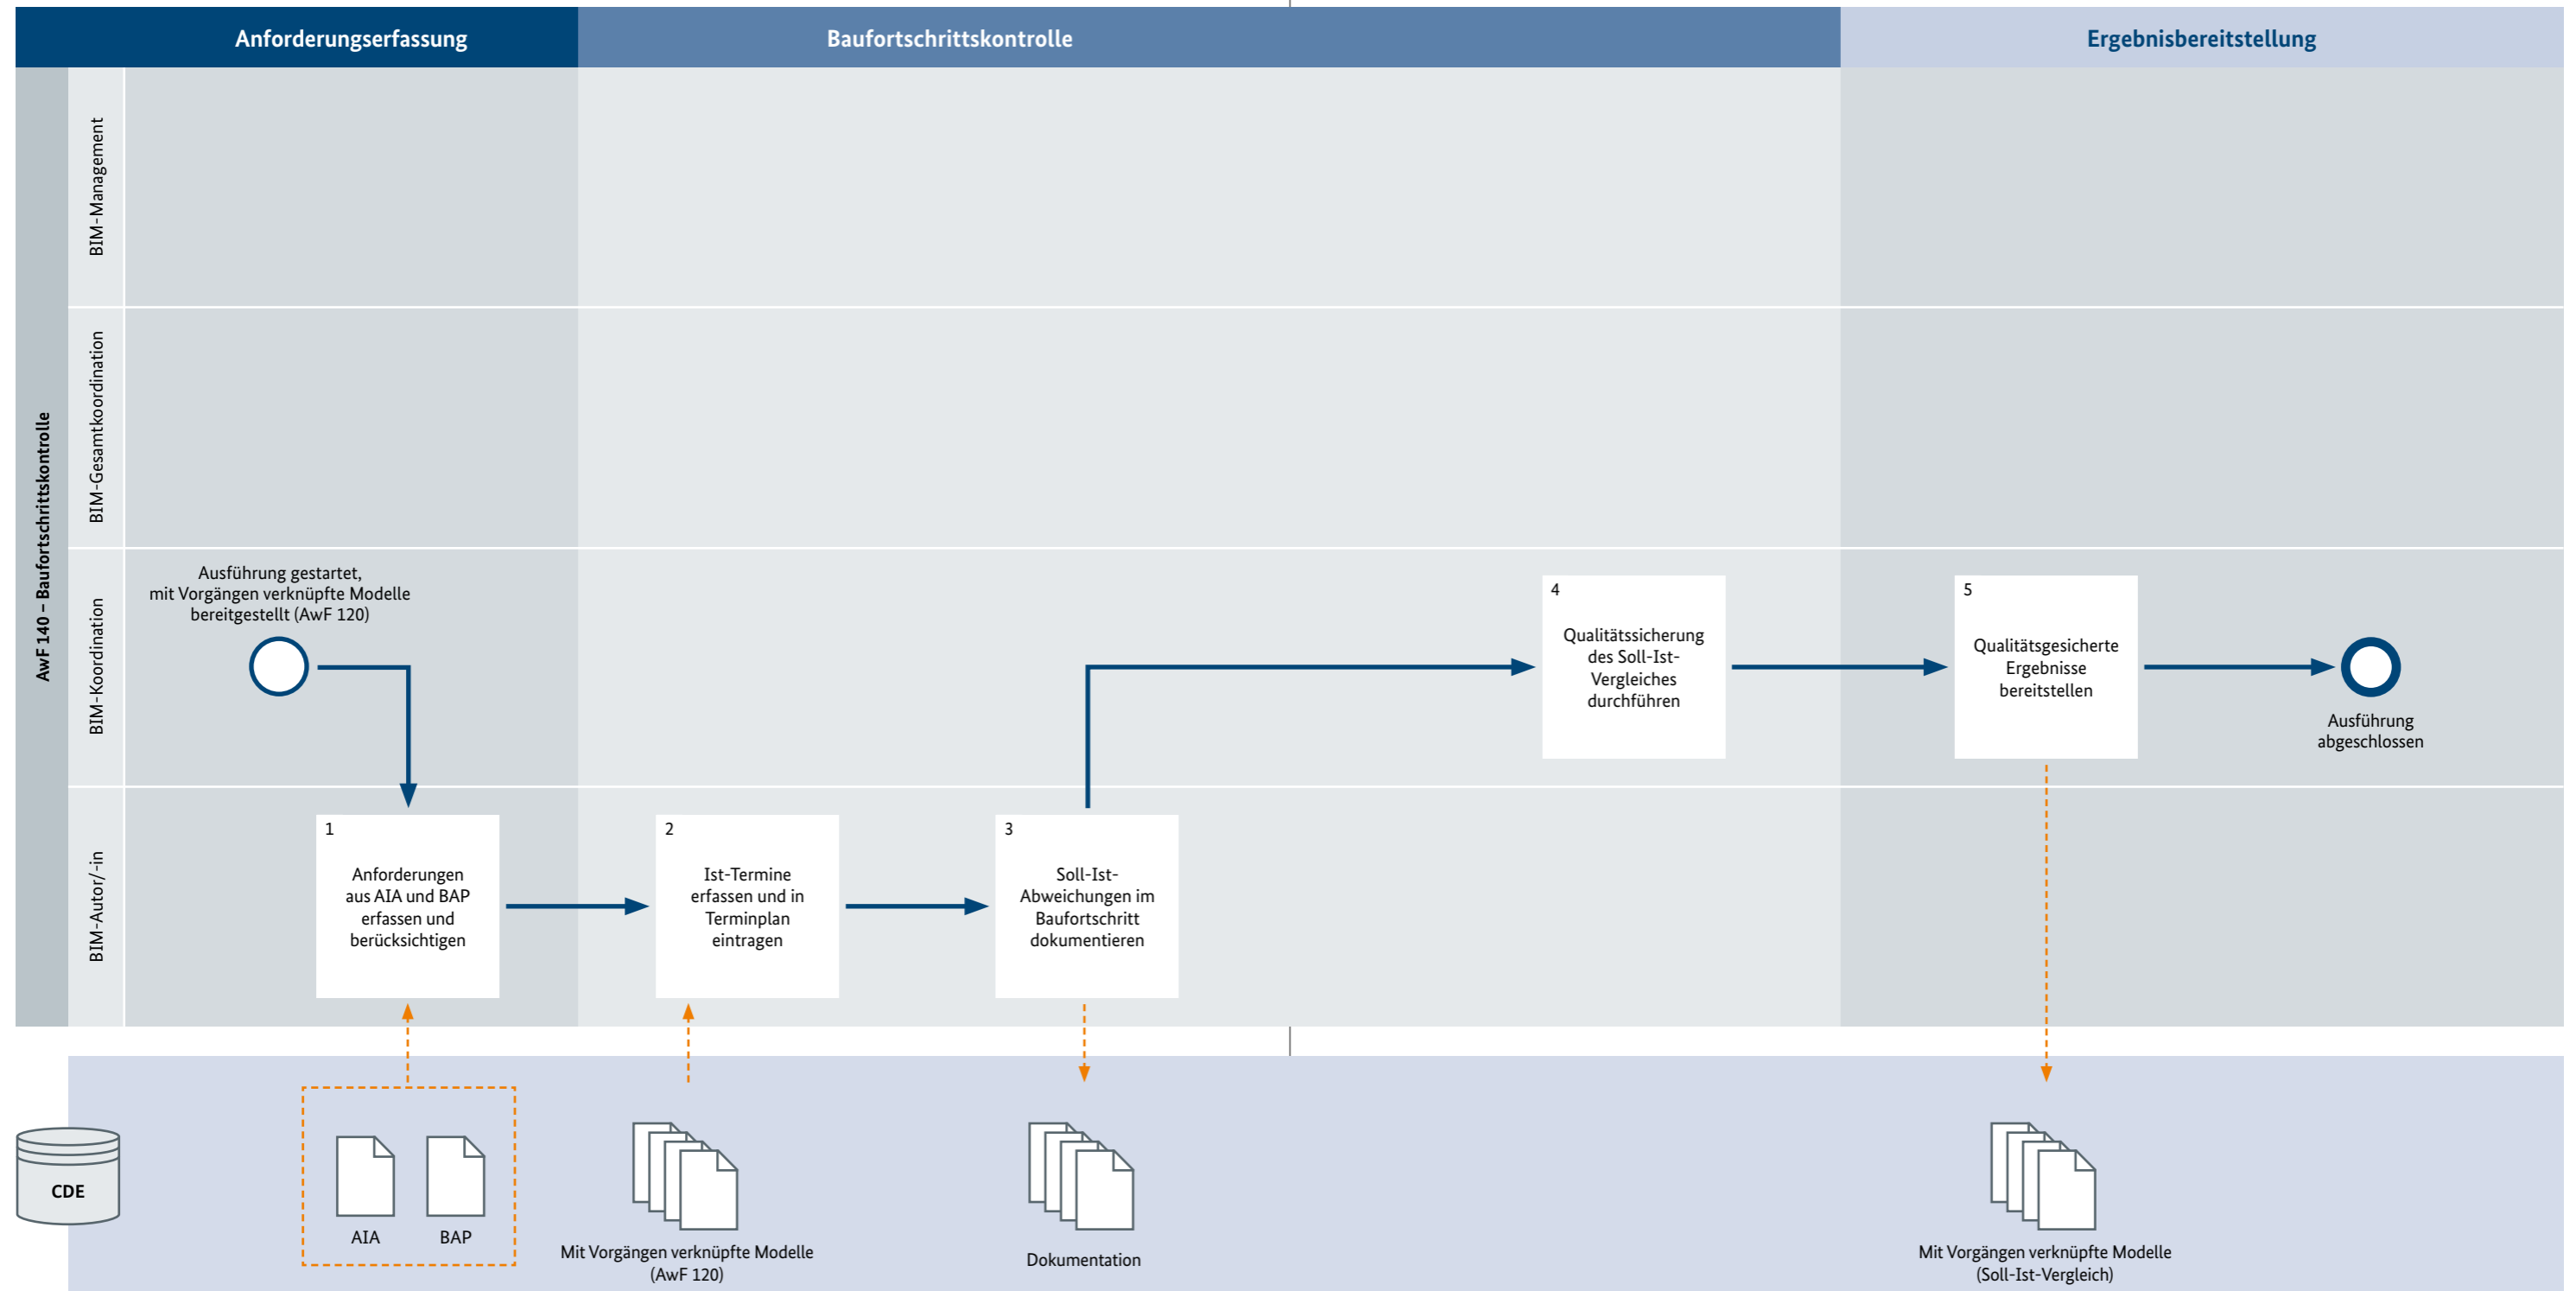 Anforderungserfassung
Baufortschrittskontrolle
Ergebnisbereitstellung
AwF 140 – Baufortschrittskontrolle
BIM-Management
BIM-Gesamtkoordination
BIM-Koordination
Ausführung gestartet,
mit Vorgängen verknüpfte Modelle
bereitgestellt (AwF 120)
4
Qualitätssicherung
des Soll-Ist-
Vergleiches
durchführen
5
Qualitätsgesicherte
Ergebnisse
bereitstellen
Ausführung
abgeschlossen
BIM-Autor/-in
1
Anforderungen
aus AIA und BAP
erfassen und
berücksichtigen
2
Ist-Termine
erfassen und in
Terminplan
eintragen
3
Soll-Ist-
Abweichungen im
Baufortschritt
dokumentieren
CDE
AIA
BAP
Mit Vorgängen verknüpfte Modelle
(AwF 120)
Dokumentation
Mit Vorgängen verknüpfte Modelle
(Soll-Ist-Vergleich)